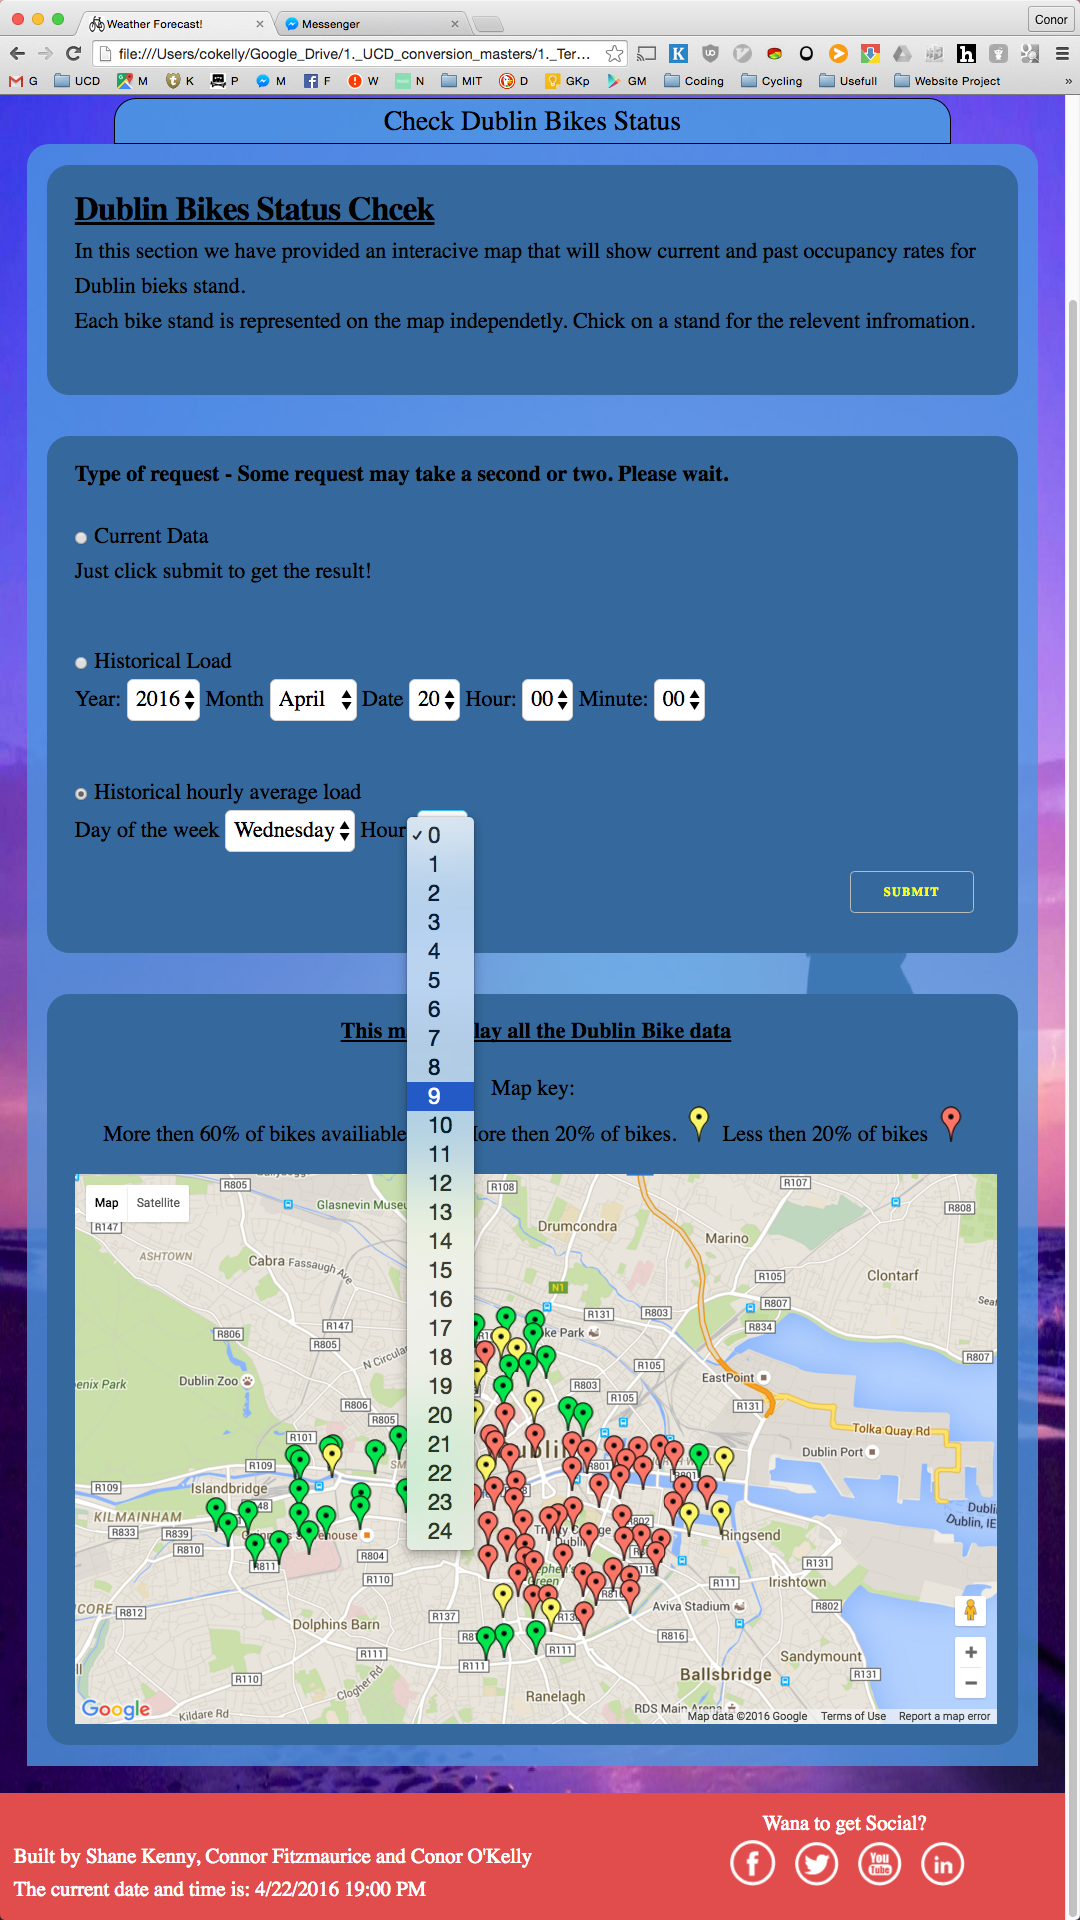 Weather Forecast!
Messenger
Conor
file:///Users/cokelly/Google_Drive/1._UCD_conversion_masters/1._Ter...
G UCD M K P M F W N MIT D GKp GM Coding Cycling Usefull Website Project »
Check Dublin Bikes Status
Dublin Bikes Status Chcek
In this section we have provided an interacive map that will show current and past occupancy rates for
Dublin bieks stand.
Each bike stand is represented on the map independetly. Chick on a stand for the relevent infromation.
Type of request - Some request may take a second or two. Please wait.
Current Data
Just click submit to get the result!
Historical Load
Year: 2016 Month April Date 20 Hour: 00 Minute: 00
Historical hourly average load
Day of the week Wednesday Hour
SUBMIT
0
1
2
3
4
5
6
7
8
9
10
11
12
13
14
15
16
17
18
19
20
21
22
23
24
This lay all the Dublin Bike data
Map key:
More then 60% of bikes availiable ore then 20% of bikes. Less then 20% of bikes
Map Satellite
R805
R108
R107
R808
R147
Glasnevin
Drumcondra
Marino
ASHTOWN
Cabra
Fassaugh Ave
R105
Clontarf
N1
R131
R803
R807
R834
R806
R147
R805
ke Park
N Circular
R105
R807
EastPoint
enix Park
Dublin Zoo
R803
R105
R131
R806
R805
Tolka Quay Rd
R101
Dublin Port
R109
R801
R801
R109
Islandbridge
KILMAINHAM
R833
R839
R810
R802
Ringsend
Dublin, IE
R811
R804
R110
R118
R131
R111
Irishtown
R802
CORE
R812
Aviva Stadium
R137
Dolphins Barn
R816
R111
R111
R111
Sandymount
R131
Ballsbridge
R110
Clogher Rd
Ranelagh
RDS Main Arena
Google
Kildare Rd
Map data ©2016 Google Terms of Use Report a map error
Wana to get Social?
Built by Shane Kenny, Connor Fitzmaurice and Conor O'Kelly
The current date and time is: 4/22/2016 19:00 PM
You
Tube
in